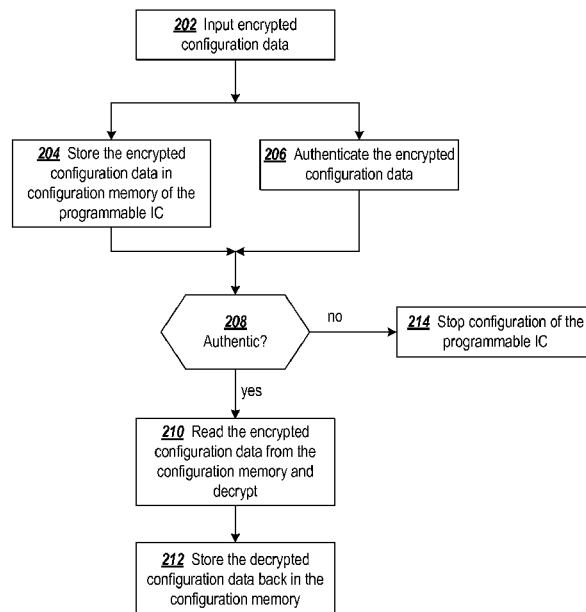 202 Input encrypted
configuration data
204 Store the encrypted
configuration data in
configuration memory of the
programmable IC
206 Authenticate the encrypted
configuration data
208
Authentic?
no
214 Stop configuration of the
programmable IC
yes
210 Read the encrypted
configuration data from the
configuration memory and
decrypt
212 Store the decrypted
configuration data back in the
configuration memory